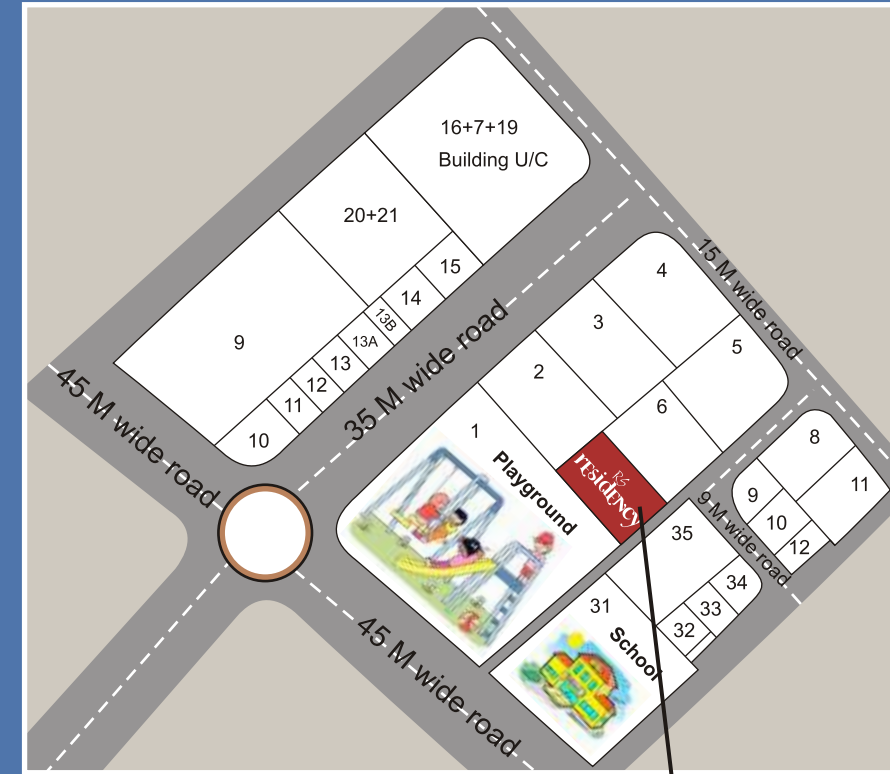 16+7+19
Building U/C
20+21
15
14
13B
13A
13
12
11
10
9
45 M wide road
35 M wide road
15 M wide road
4
3
2
1
5
6
Playground
RS
RESIDENCY
9 M wide road
8
11
9
10
12
35
34
33
32
31
School
45 M wide road